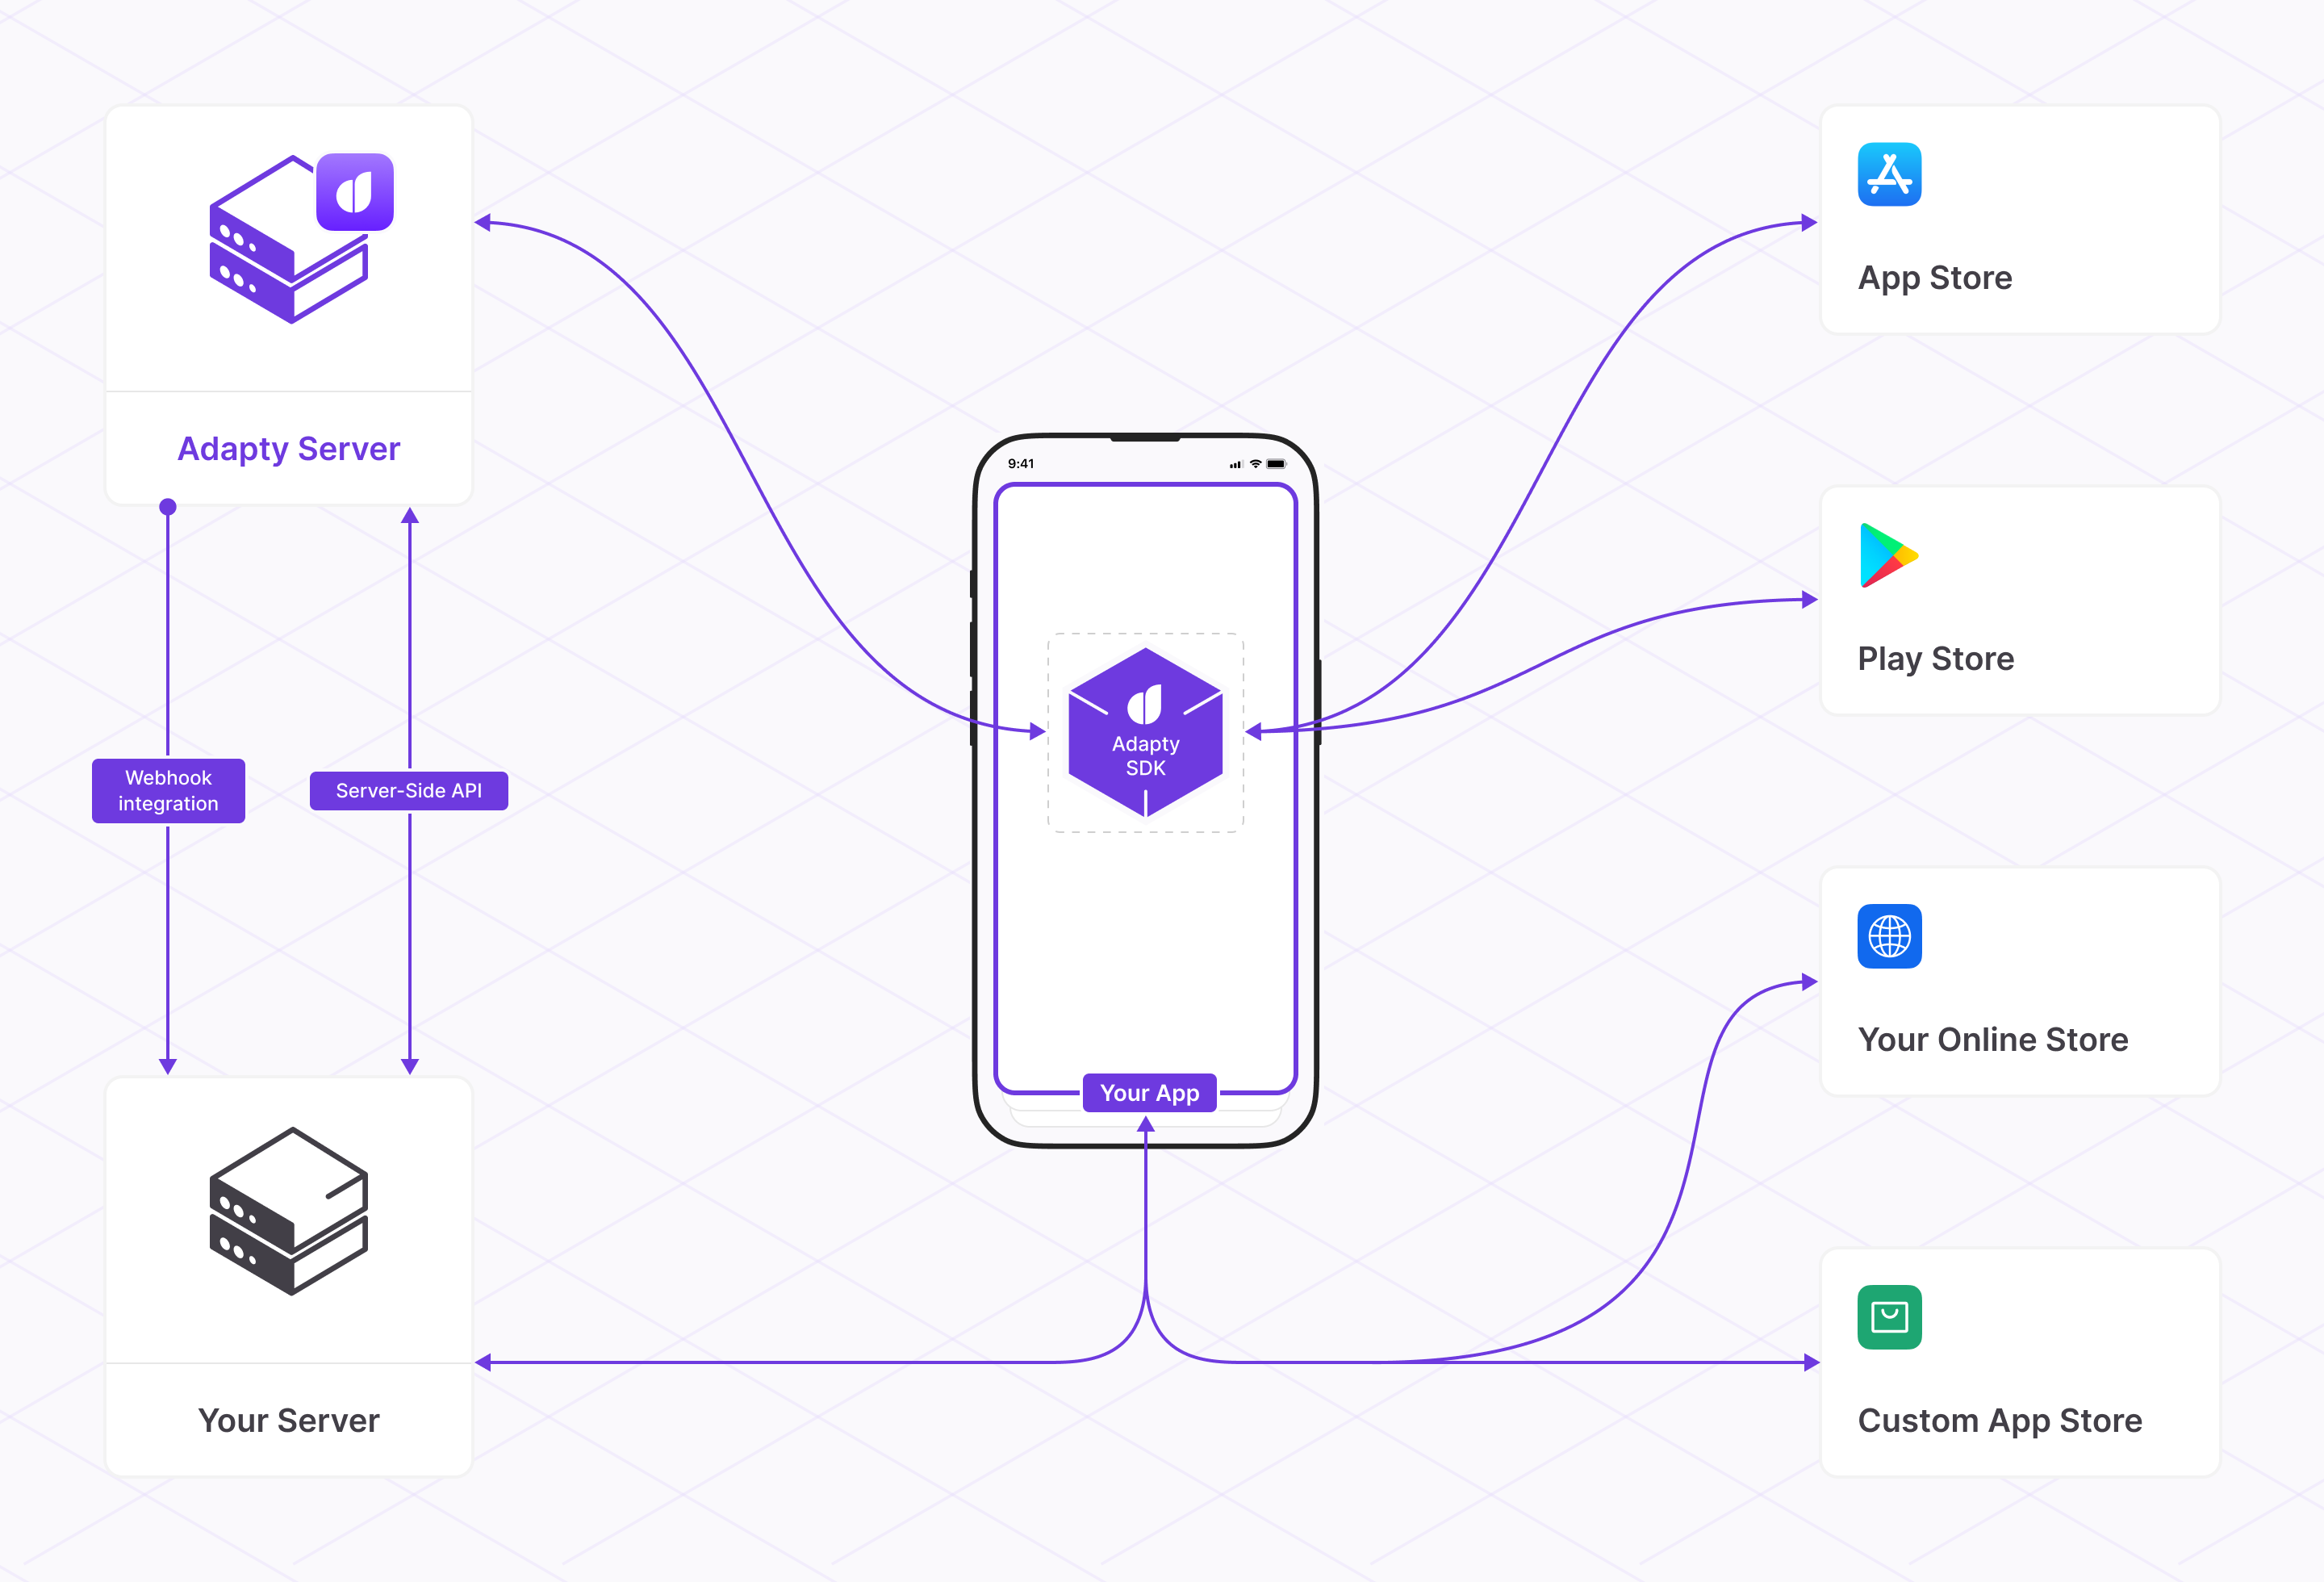 Adapty Server
Webhook
integration
Server-Side API
Your Server
9:41
Adapty
SDK
Your App
App Store
Play Store
Your Online Store
Custom App Store